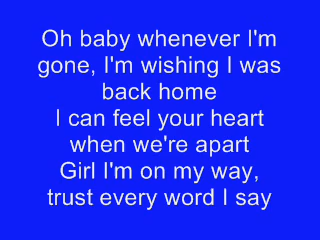 Oh baby whenever I'm
gone, I'm wishing I was
back home
I can feel your heart
when we're apart
Girl I'm on my way,
trust every word I say